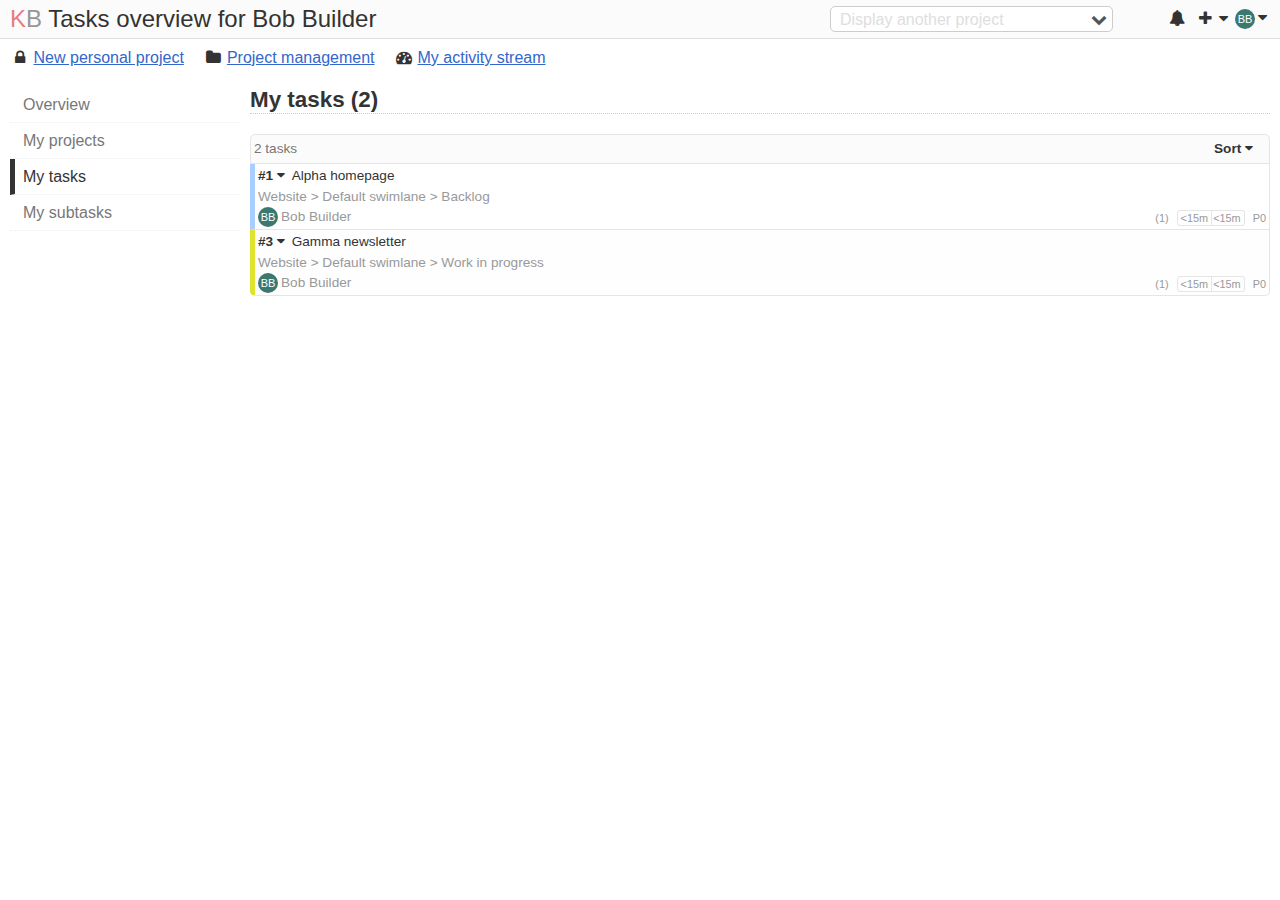 KB Tasks overview for Bob Builder
Display another project
BB
New personal project
Project management
My activity stream
Overview
My projects
My tasks
My subtasks
My tasks (2)
2 tasks
Sort
#1 Alpha homepage
Website > Default swimlane > Backlog
BB Bob Builder
(1) <15m <15m P0
#3 Gamma newsletter
Website > Default swimlane > Work in progress
BB Bob Builder
(1) <15m <15m P0